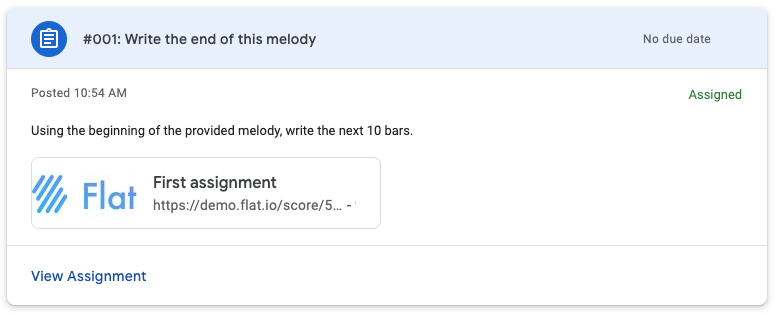 #001: Write the end of this melody
No due date
Posted 10:54 AM
Assigned
Using the beginning of the provided melody, write the next 10 bars.
Flat
First assignment
https://demo.flat.io/score/5... -
View Assignment